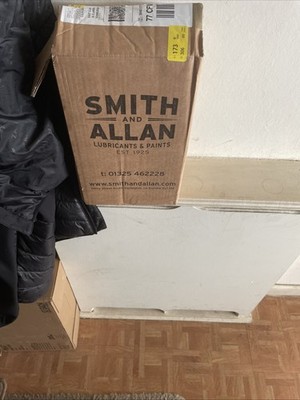 SMITH
AND
ALLAN
LUBRICANTS & PAINTS
EST. 1925
t: 01325 462228
www.smithandallan.com